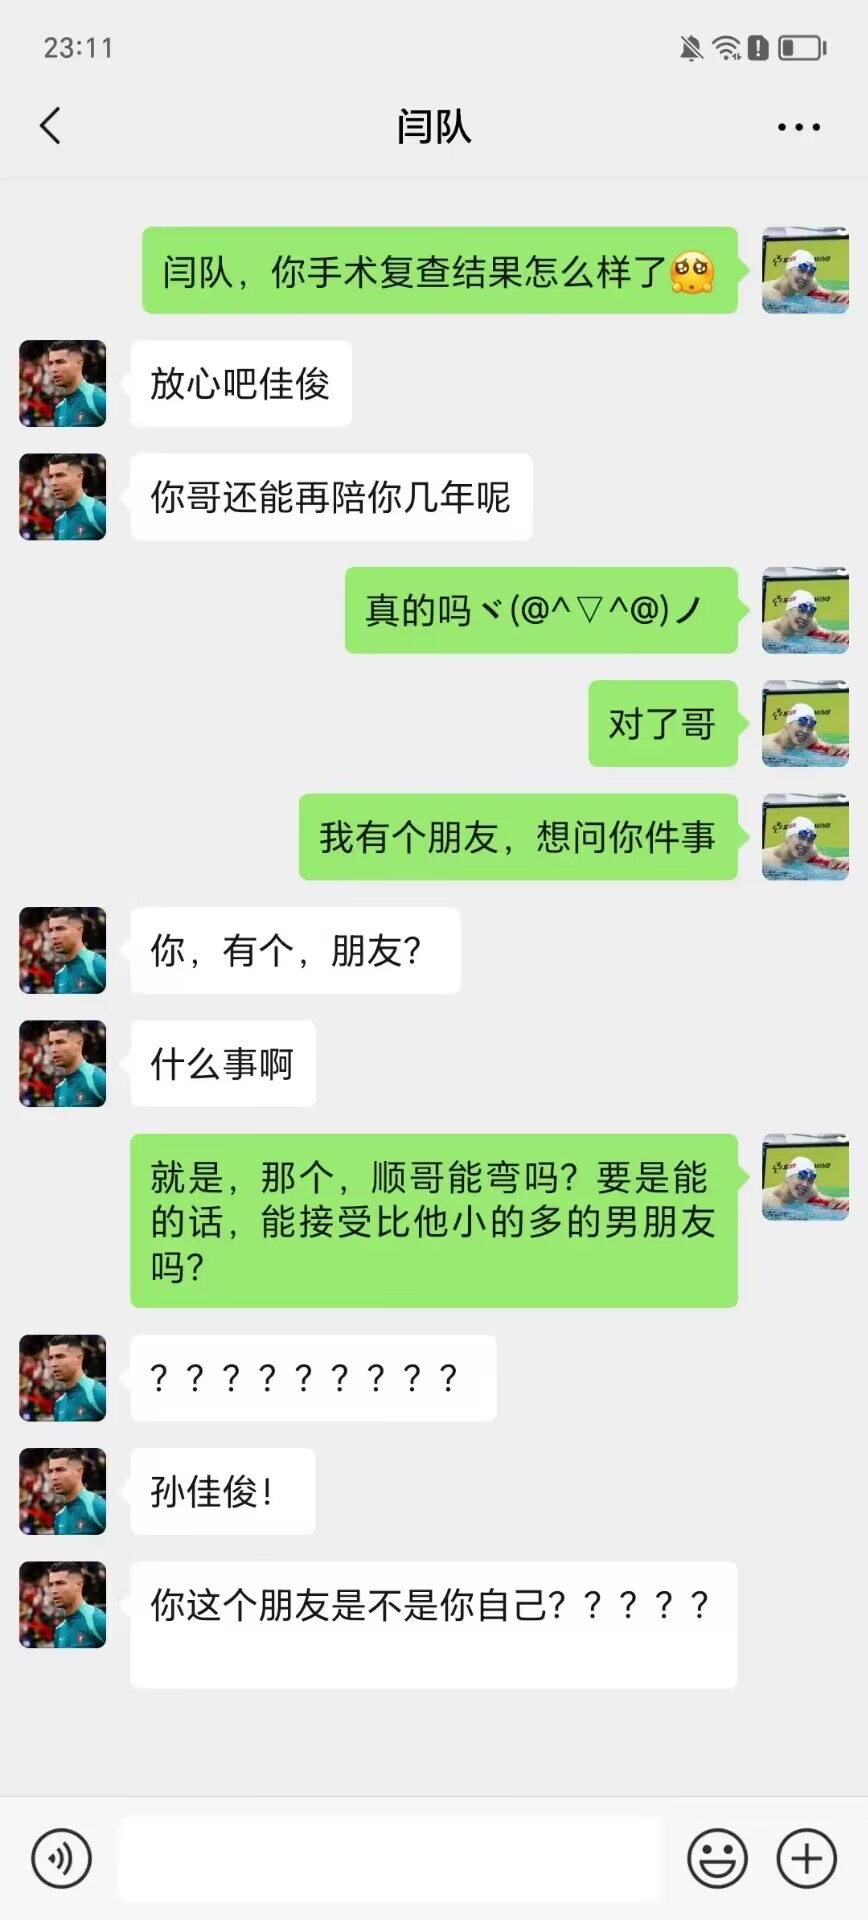 23:11
闫队
闫队，你手术复查结果怎么样了🥺
放心吧佳俊
你哥还能再陪你几年呢
真的吗ヾ(@^▽^@)ノ
对了哥
我有个朋友，想问你件事
你，有个，朋友？
什么事啊
就是，那个，顺哥能弯吗？要是能
的话，能接受比他小的多的男朋友
吗？
？？？？？？？？？
孙佳俊！
你这个朋友是不是你自己？？？？？